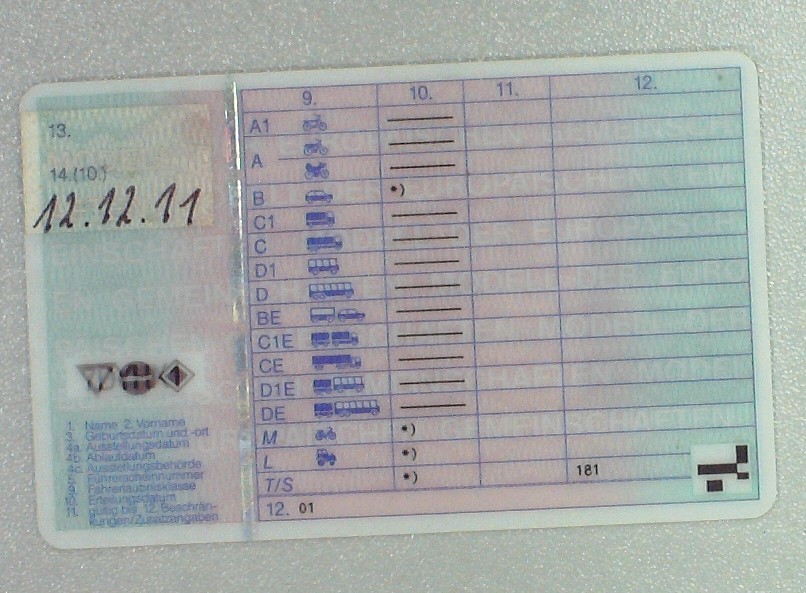 13.
14.(10.)
12.12.11
9. 10. 11. 12.
A1
A
B *)
C1
C
D1
D
BE
C1E
CE
D1E
DE
M *)
L *)
T/S *) 181
12. 01
1. Name 2. Vorname
3. Geburtsdatum und -ort
4a. Ausstellungsdatum
4b. Ablaufdatum
4c. Ausstellungsbehörde
5. Führerscheinnummer
9. Fahrerlaubnisklasse
10. Erteilungsdatum
11. gültig bis 12. Beschrän-
kungen/Zusatzangaben